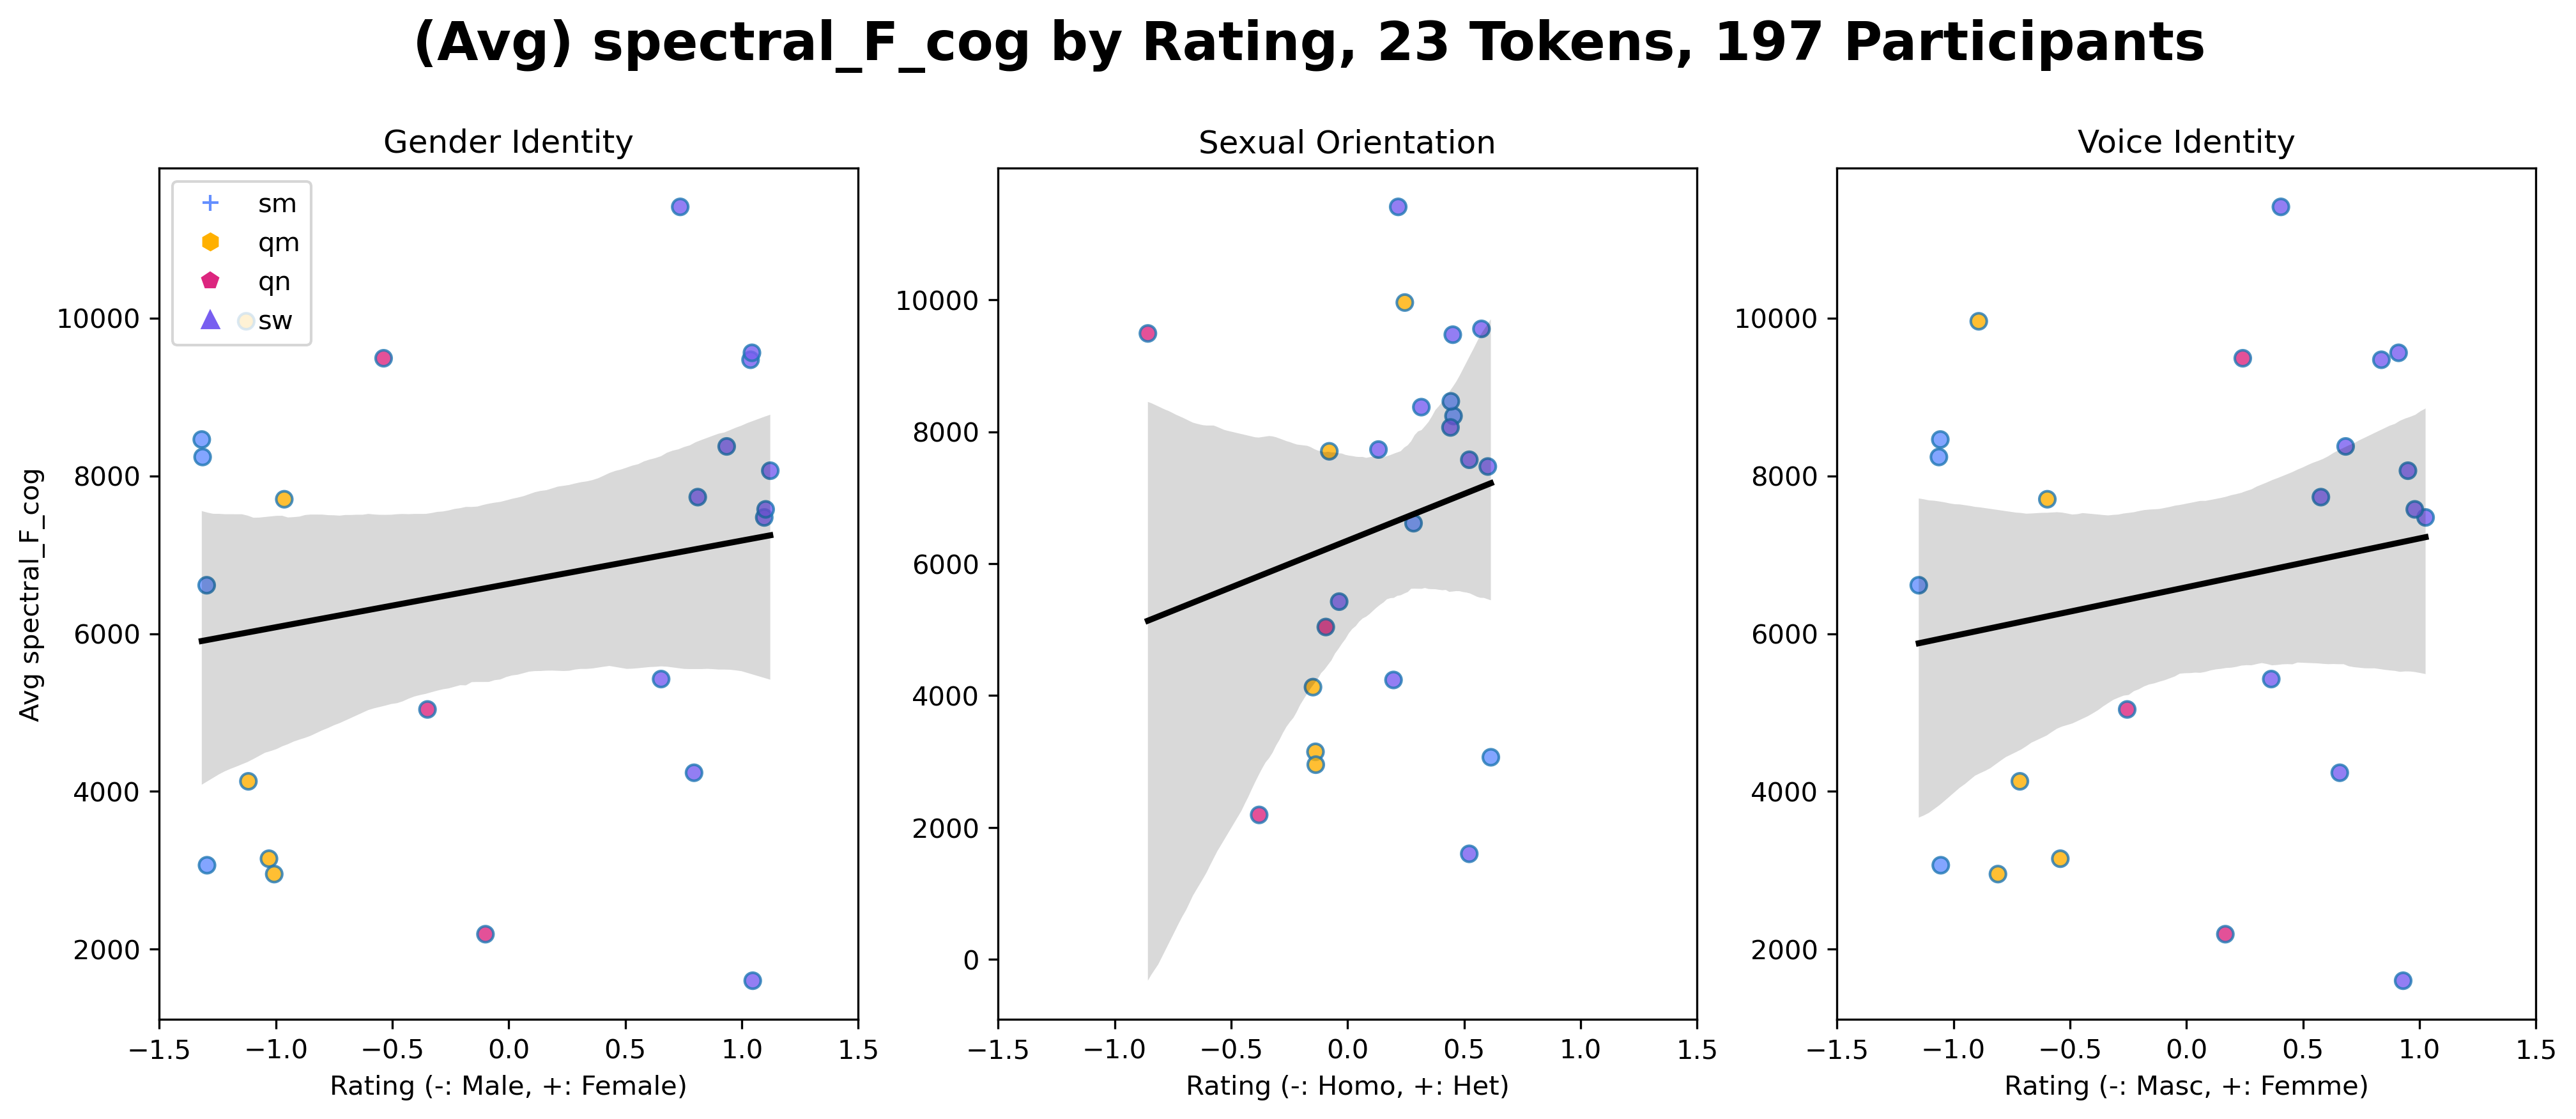 (Avg) spectral_F_cog by Rating, 23 Tokens, 197 Participants
Gender Identity
Sexual Orientation
Voice Identity
sm
qm
qn
sw
Avg spectral_F_cog
10000
8000
6000
4000
2000
−1.5 −1.0 −0.5 0.0 0.5 1.0 1.5
Rating (-: Male, +: Female)
10000
8000
6000
4000
2000
0
−1.5 −1.0 −0.5 0.0 0.5 1.0 1.5
Rating (-: Homo, +: Het)
10000
8000
6000
4000
2000
−1.5 −1.0 −0.5 0.0 0.5 1.0 1.5
Rating (-: Masc, +: Femme)